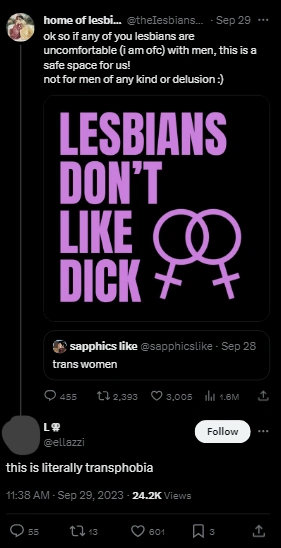 home of lesbi... @thelesbians... · Sep 29
ok so if any of you lesbians are
uncomfortable (i am ofc) with men, this is a
safe space for us!
not for men of any kind or delusion :)
LESBIANS
DON'T
LIKE
DICK
sapphics like @sapphicslike · Sep 28
trans women
455 2,393 3,005 1.6M
L
Follow
@ellazzi
this is literally transphobia
11:38 AM · Sep 29, 2023 · 24.2K Views
55 13 601 3